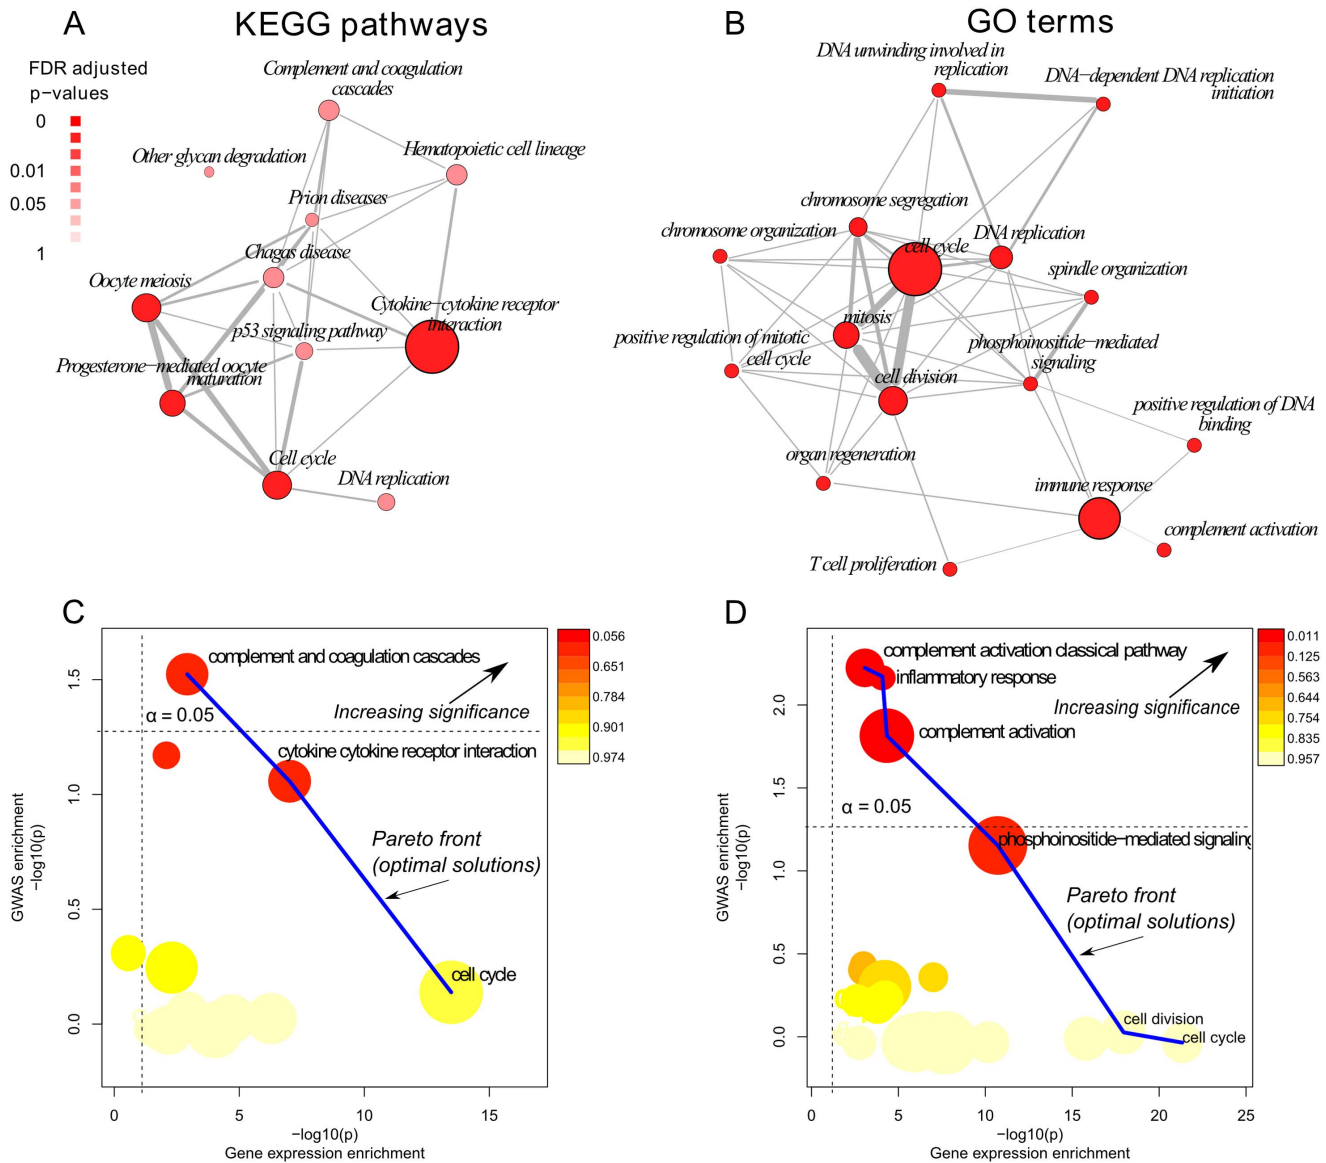 A
KEGG pathways
FDR adjusted
p−values
0
0.01
0.05
1
Complement and coagulation
cascades
Other glycan degradation
Hematopoietic cell lineage
Prion diseases
Chagas disease
Oocyte meiosis
Cytokine−cytokine receptor
interaction
p53 signaling pathway
Progesterone−mediated oocyte
maturation
Cell cycle
DNA replication
B
GO terms
DNA unwinding involved in
replication
DNA−dependent DNA replication
initiation
chromosome segregation
chromosome organization
cell cycle
DNA replication
spindle organization
mitosis
positive regulation of mitotic
cell cycle
phosphoinositide−mediated
signaling
cell division
positive regulation of DNA
binding
organ regeneration
immune response
complement activation
T cell proliferation
C
complement and coagulation cascades
α = 0.05
Increasing significance
cytokine cytokine receptor interaction
Pareto front
(optimal solutions)
cell cycle
0.056
0.651
0.784
0.901
0.974
GWAS enrichment
−log10(p)
1.5
1.0
0.5
0.0
0 5 10 15
−log10(p)
Gene expression enrichment
D
complement activation classical pathway
inflammatory response
Increasing significance
complement activation
α = 0.05
phosphoinositide−mediated signaling
Pareto front
(optimal solutions)
cell division
cell cycle
0.011
0.125
0.563
0.644
0.754
0.835
0.957
GWAS enrichment
−log10(p)
2.0
1.5
1.0
0.5
0.0
0 5 10 15 20 25
−log10(p)
Gene expression enrichment